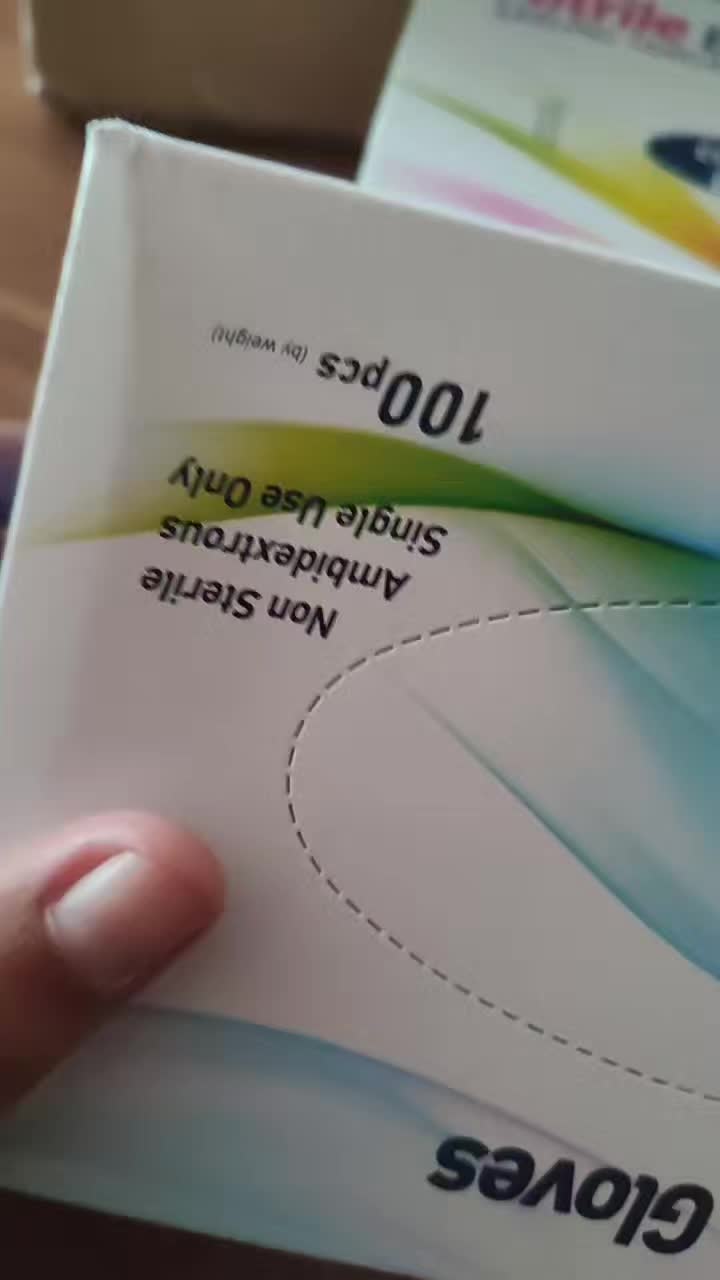 Gloves
Non Sterile
Ambidextrous
Single Use Only
100pcs (by weight)